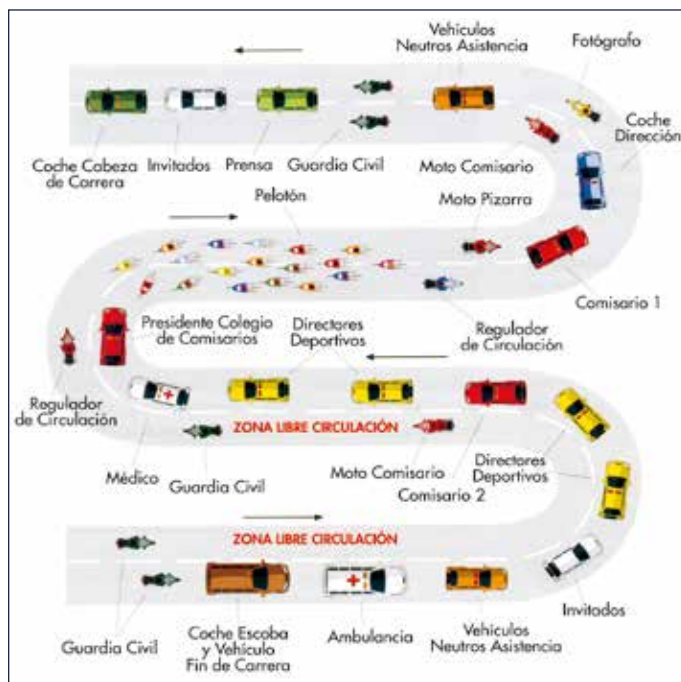 Vehículos
Neutros Asistencia
Fotógrafo
Coche
Dirección
Coche Cabeza
de Carrera
Invitados
Prensa
Guardia Civil
Moto Comisario
Moto Pizarra
Pelotón
Comisario 1
Presidente Colegio
de Comisarios
Directores
Deportivos
Regulador
de Circulación
Regulador
de Circulación
ZONA LIBRE CIRCULACIÓN
Médico
Guardia Civil
Moto Comisario
Comisario 2
Directores
Deportivos
ZONA LIBRE CIRCULACIÓN
Guardia Civil
Coche Escoba
y Vehículo
Fin de Carrera
Ambulancia
Vehículos
Neutros Asistencia
Invitados